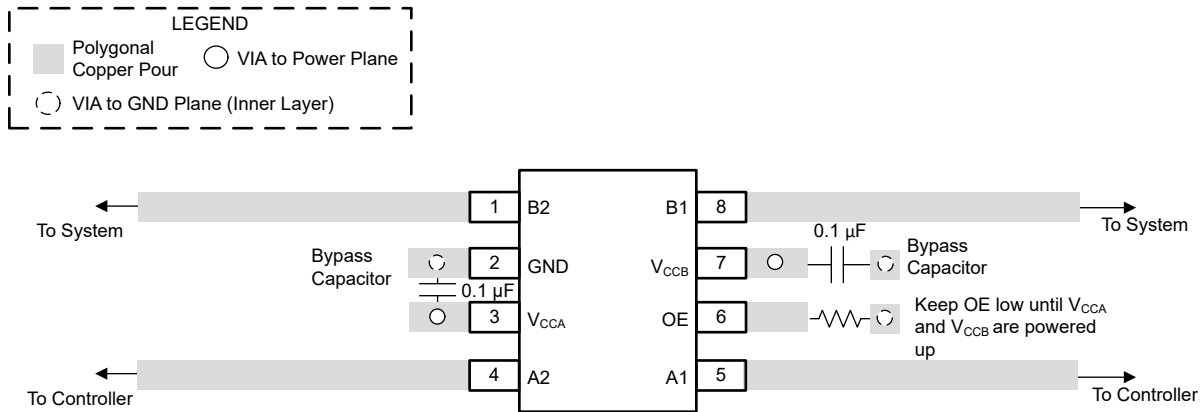 LEGEND
Polygonal
Copper Pour
VIA to Power Plane
VIA to GND Plane (Inner Layer)
1 B2
B1 8
To System
To System
0.1 µF
Bypass
Capacitor
2 GND
VCCB 7
Bypass
Capacitor
0.1 µF
3 VCCA
OE 6
Keep OE low until VCCA
and VCCB are powered
up
4 A2
A1 5
To Controller
To Controller